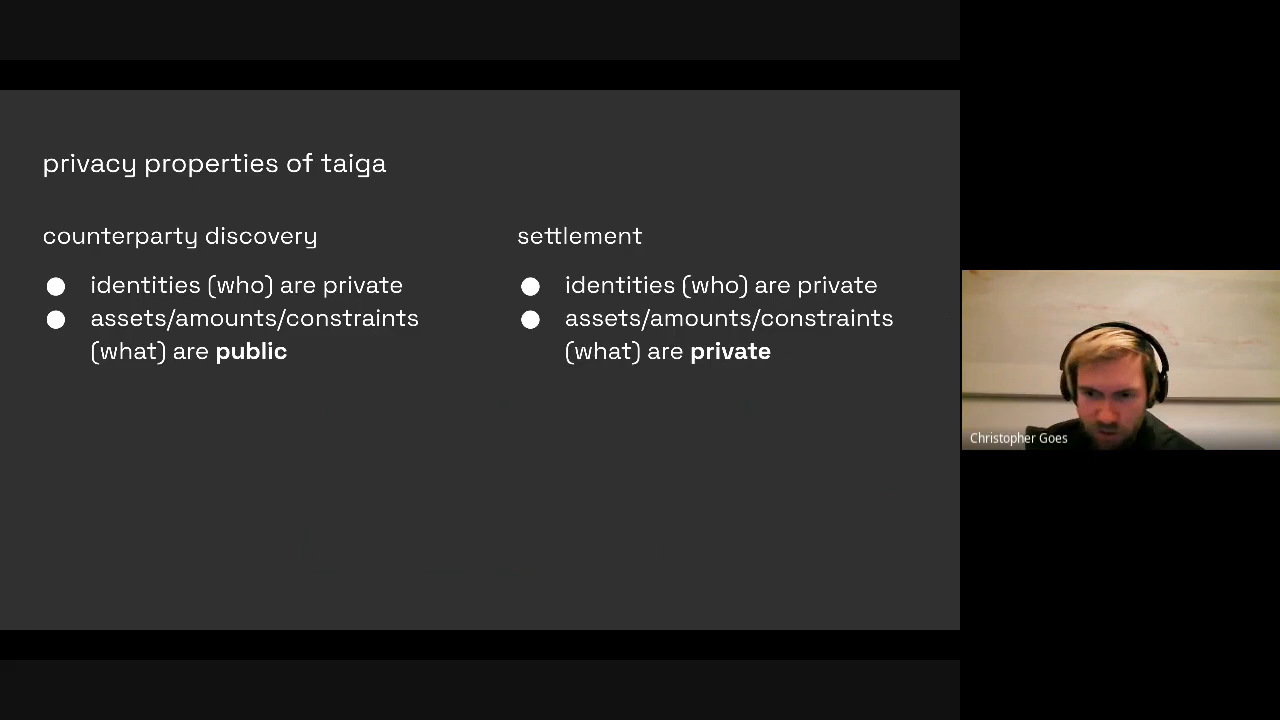 privacy properties of taiga
counterparty discovery
● identities (who) are private
● assets/amounts/constraints
(what) are public
settlement
● identities (who) are private
● assets/amounts/constraints
(what) are private
Christopher Goes